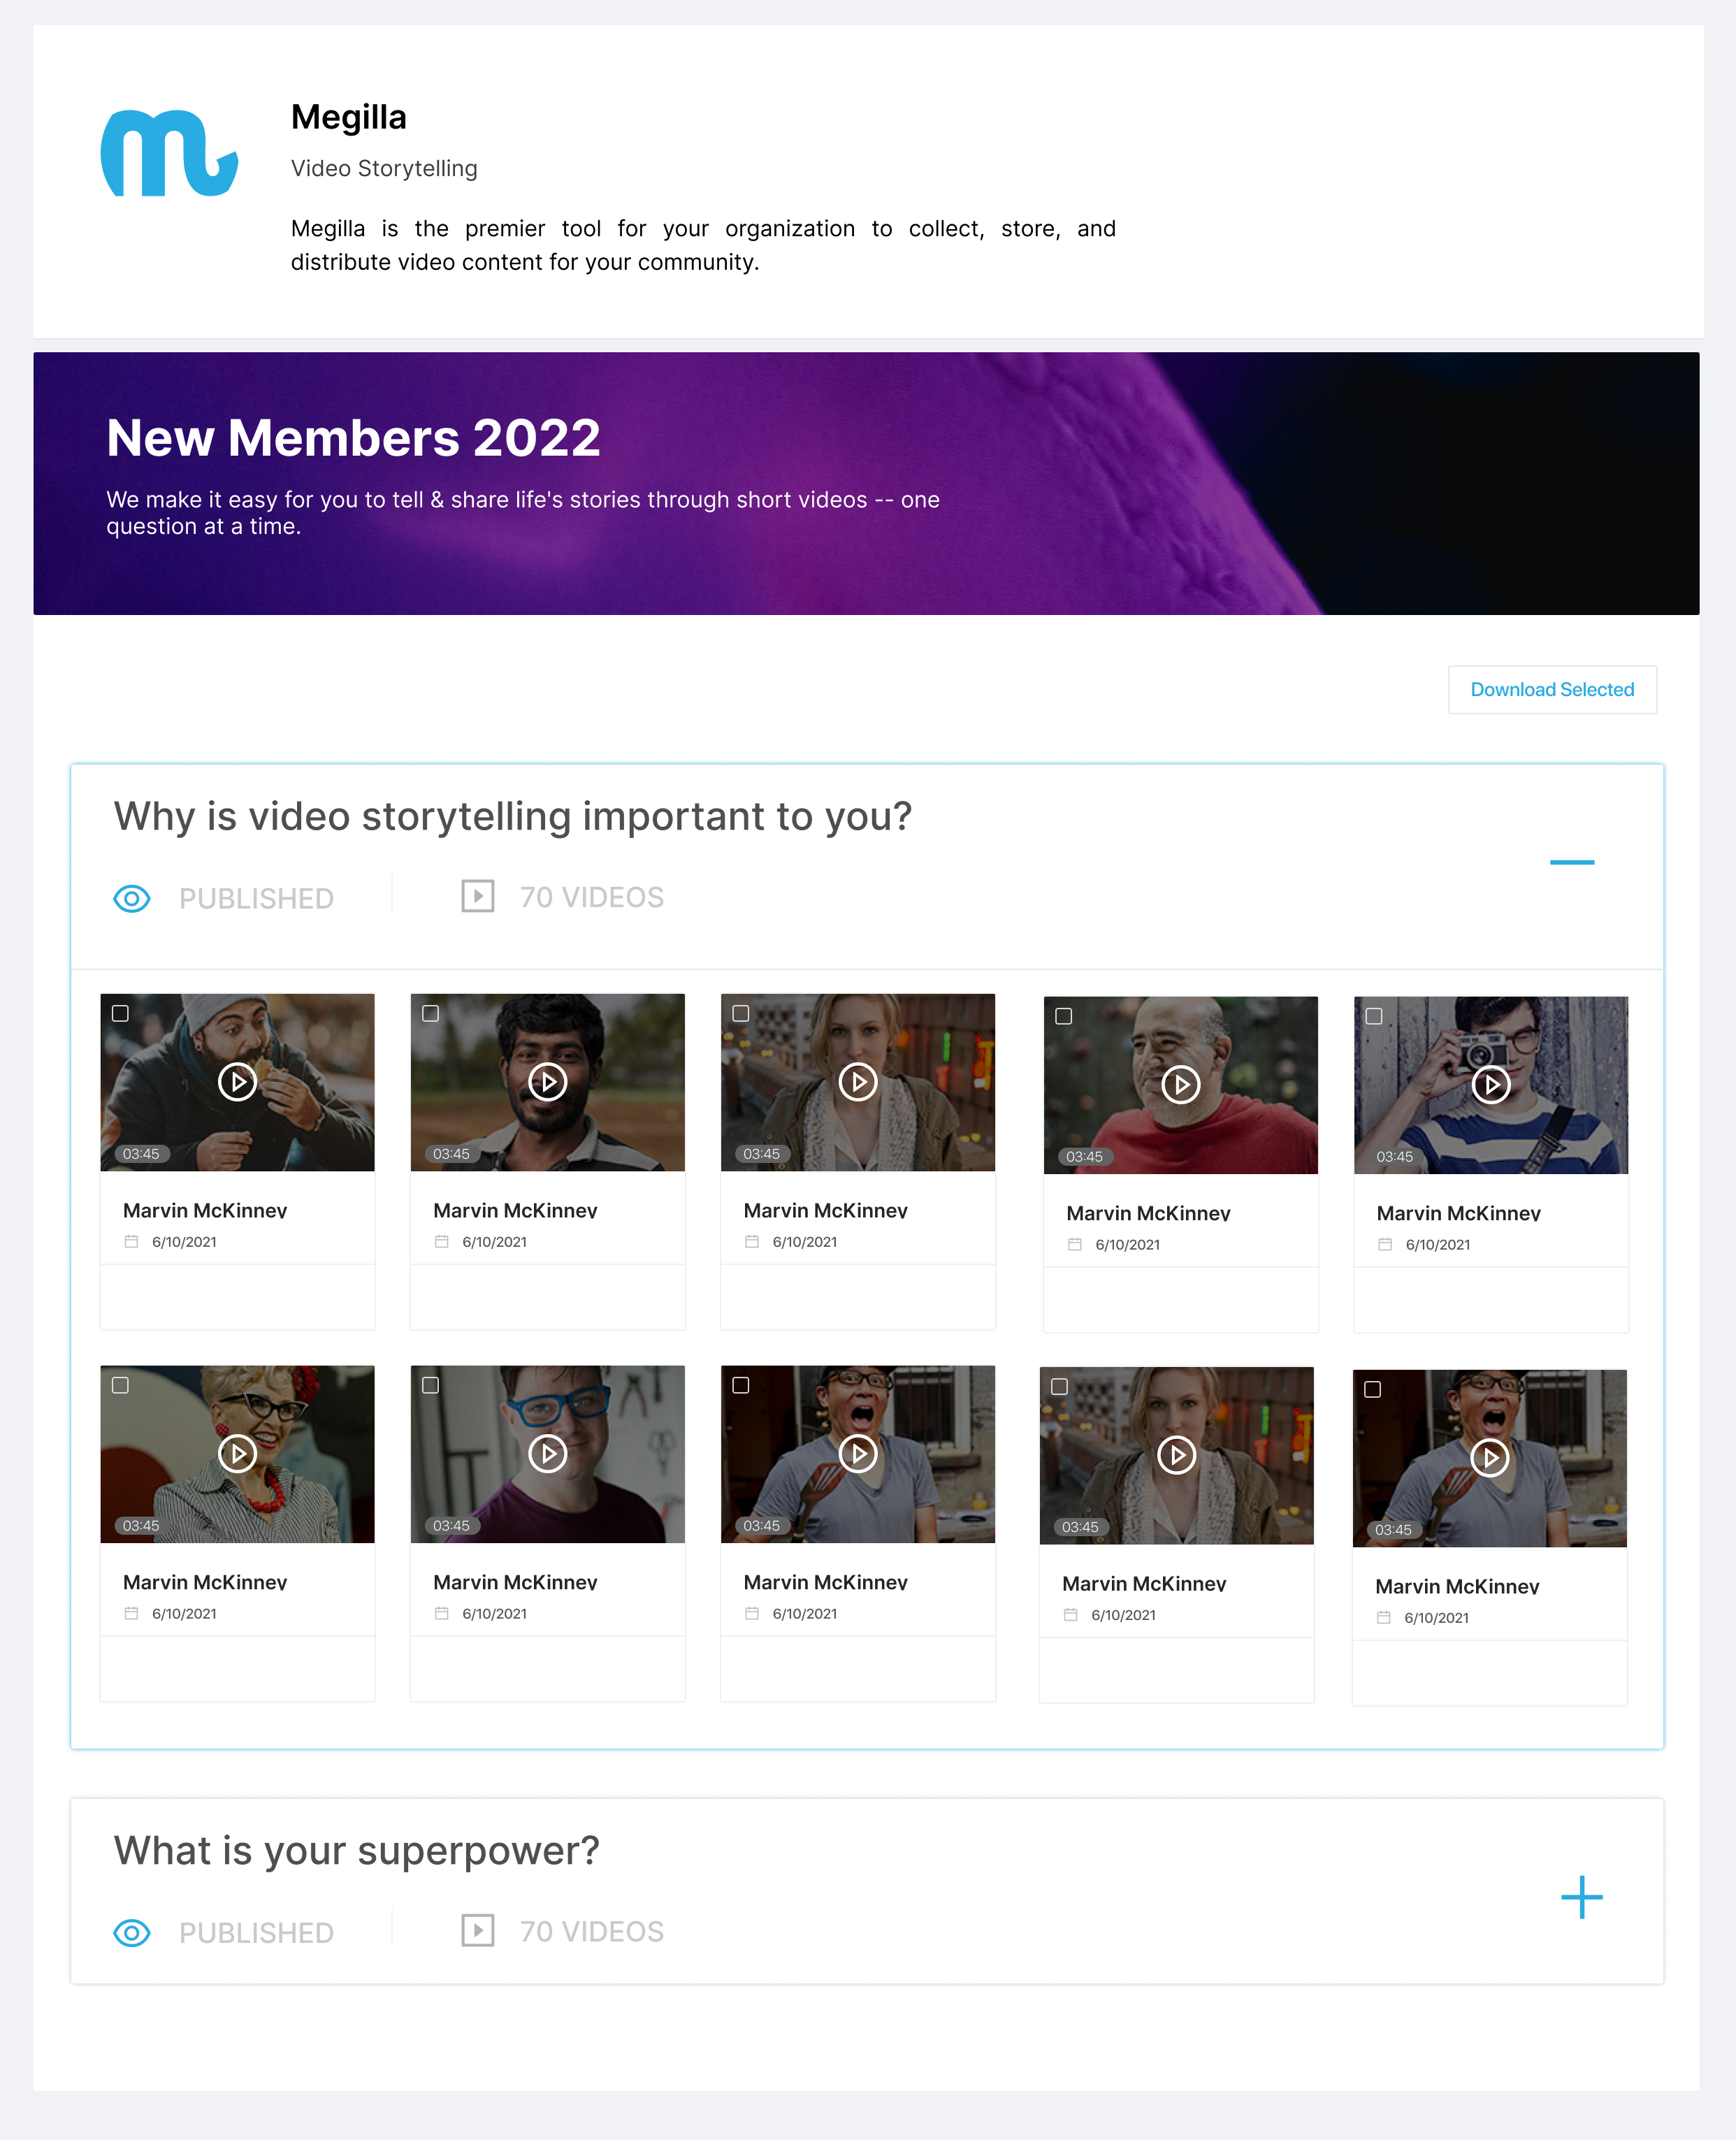 Megilla
Video Storytelling
Megilla is the premier tool for your organization to collect, store, and
distribute video content for your community.
New Members 2022
We make it easy for you to tell & share life's stories through short videos -- one
question at a time.
Download Selected
Why is video storytelling important to you?
PUBLISHED
70 VIDEOS
03:45
03:45
03:45
03:45
03:45
Marvin McKinney
Marvin McKinney
Marvin McKinney
Marvin McKinney
Marvin McKinney
6/10/2021
6/10/2021
6/10/2021
6/10/2021
6/10/2021
03:45
03:45
03:45
03:45
03:45
Marvin McKinney
Marvin McKinney
Marvin McKinney
Marvin McKinney
Marvin McKinney
6/10/2021
6/10/2021
6/10/2021
6/10/2021
6/10/2021
What is your superpower?
PUBLISHED
70 VIDEOS